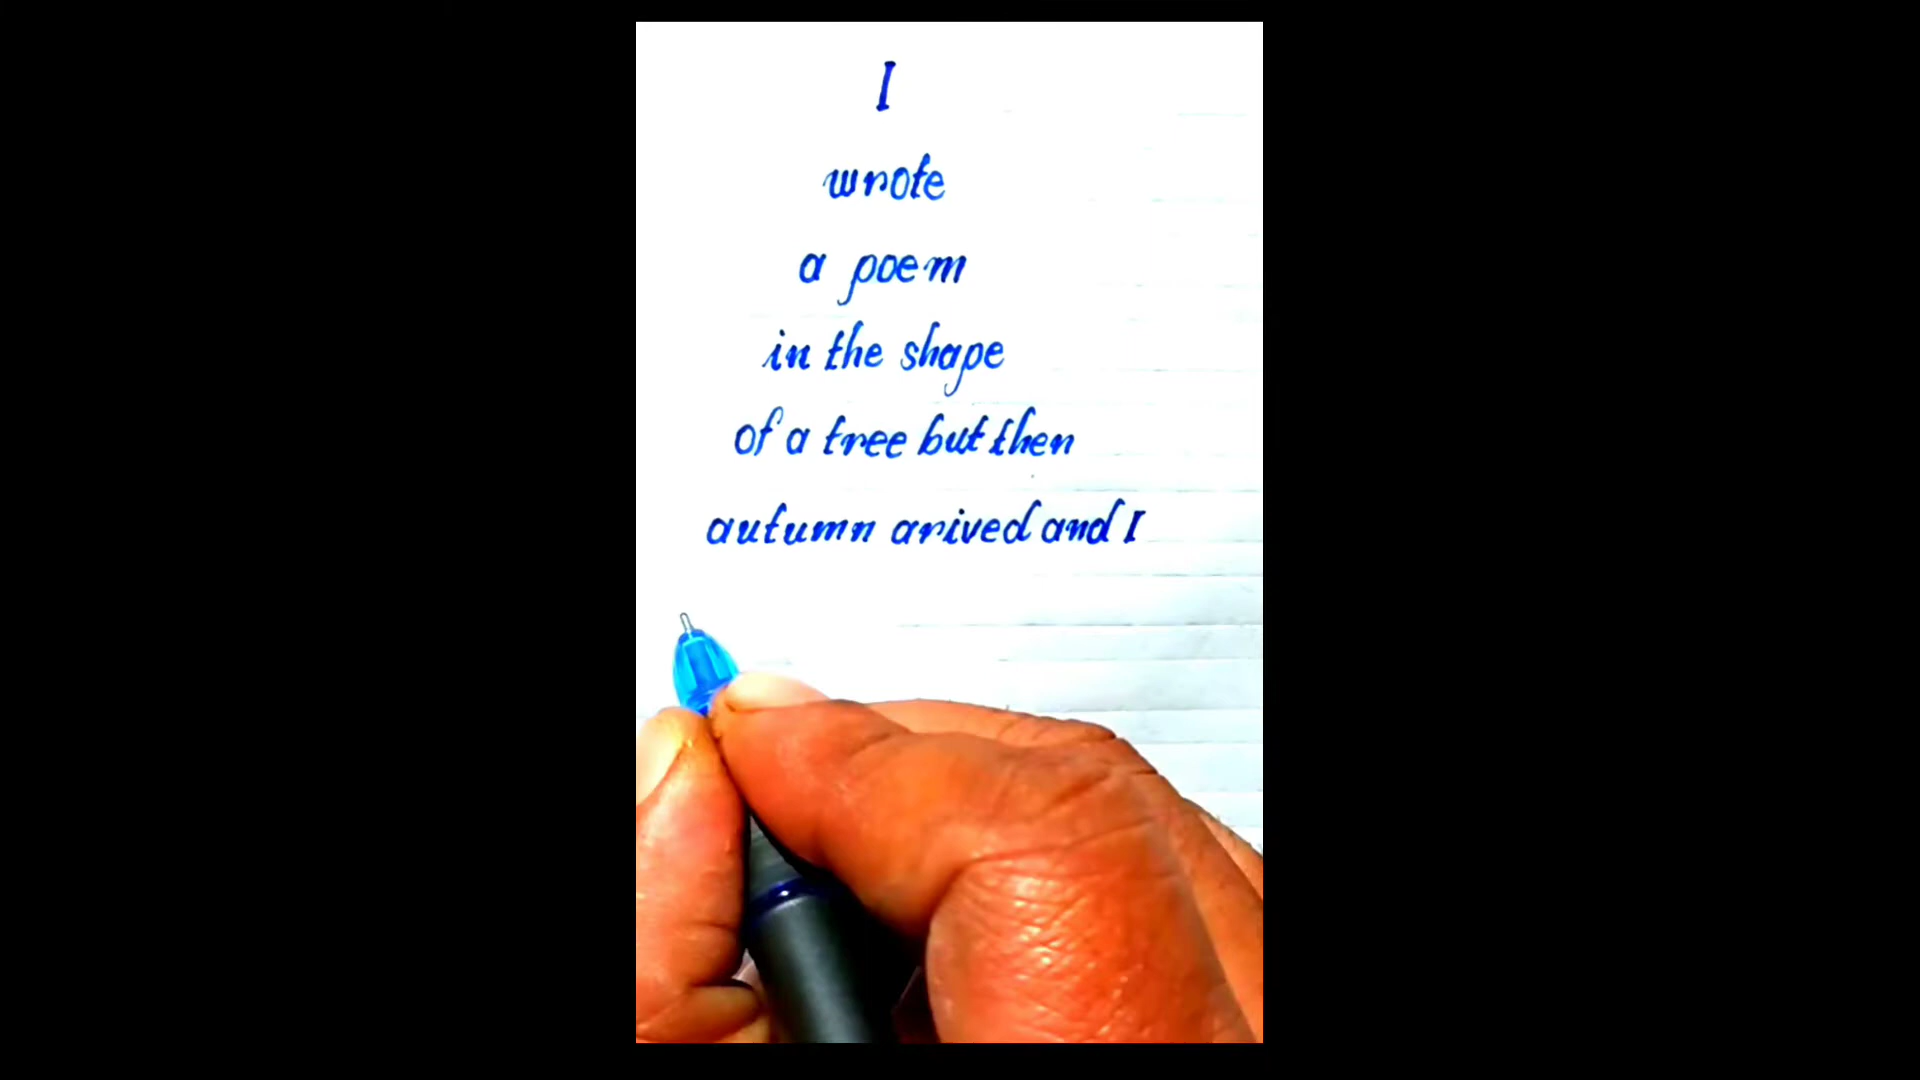 I
wrote
a poem
in the shape
of a tree but then
autumn arived and I